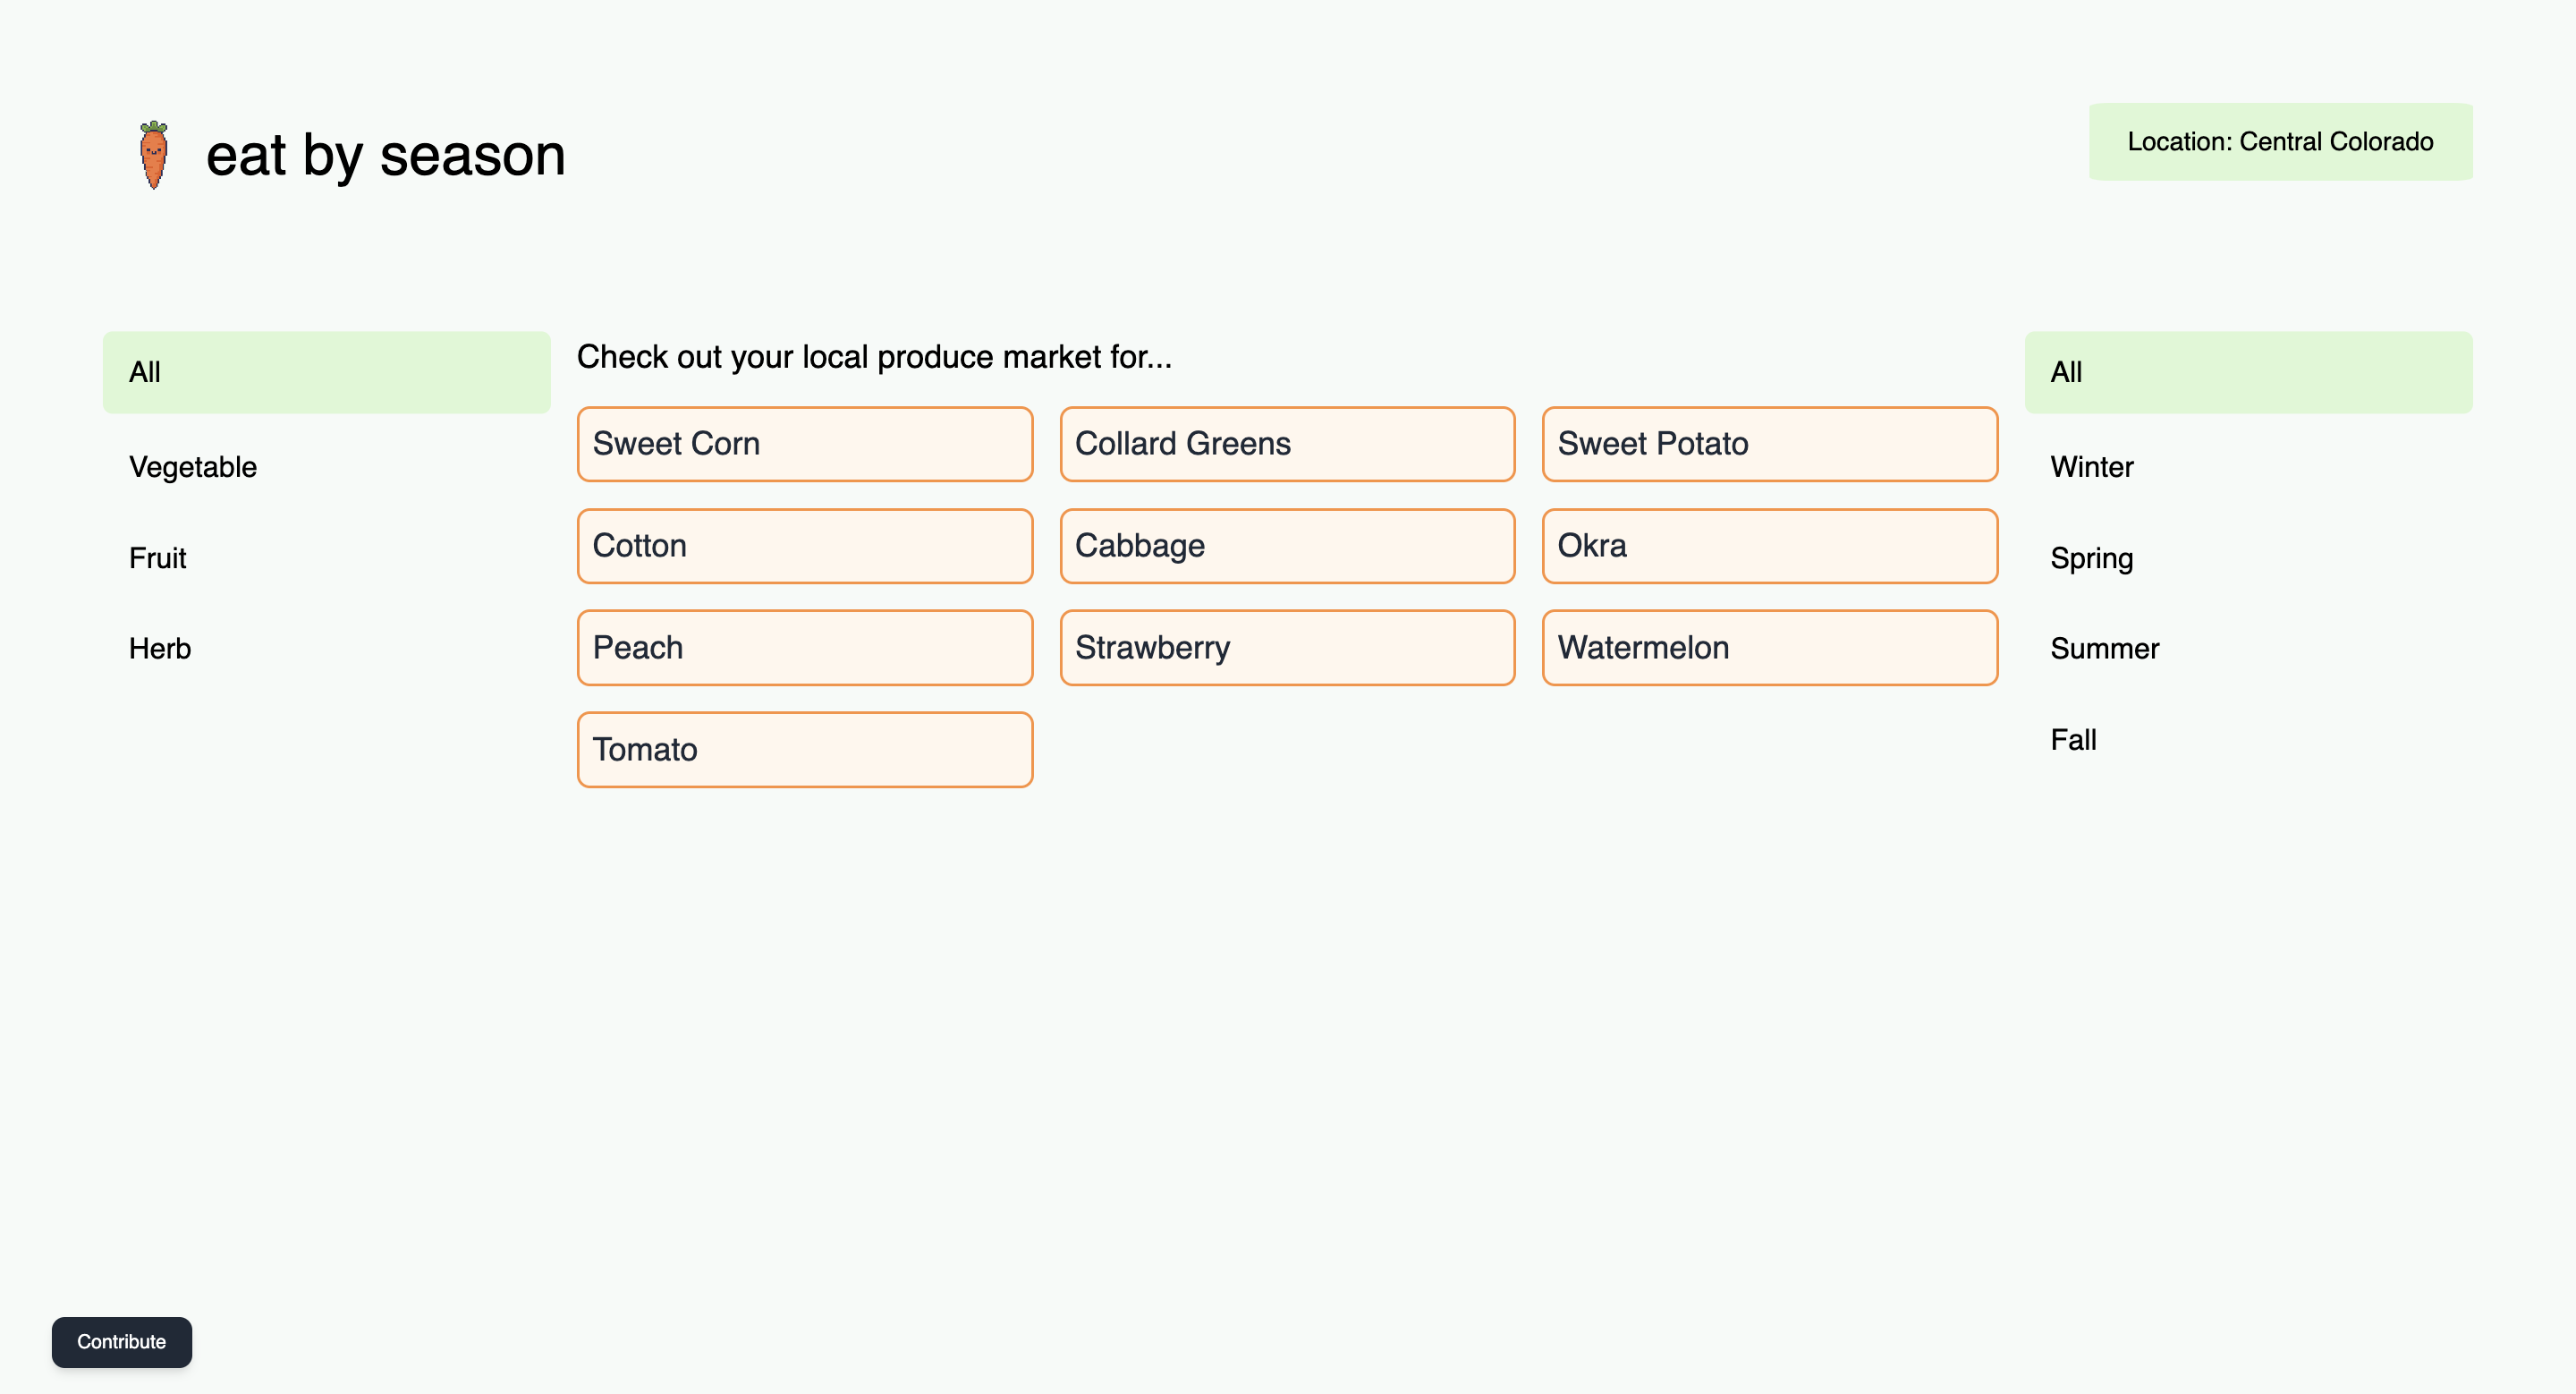 eat by season
Location: Central Colorado
All
Vegetable
Fruit
Herb
Check out your local produce market for...
Sweet Corn
Collard Greens
Sweet Potato
Cotton
Cabbage
Okra
Peach
Strawberry
Watermelon
Tomato
All
Winter
Spring
Summer
Fall
Contribute